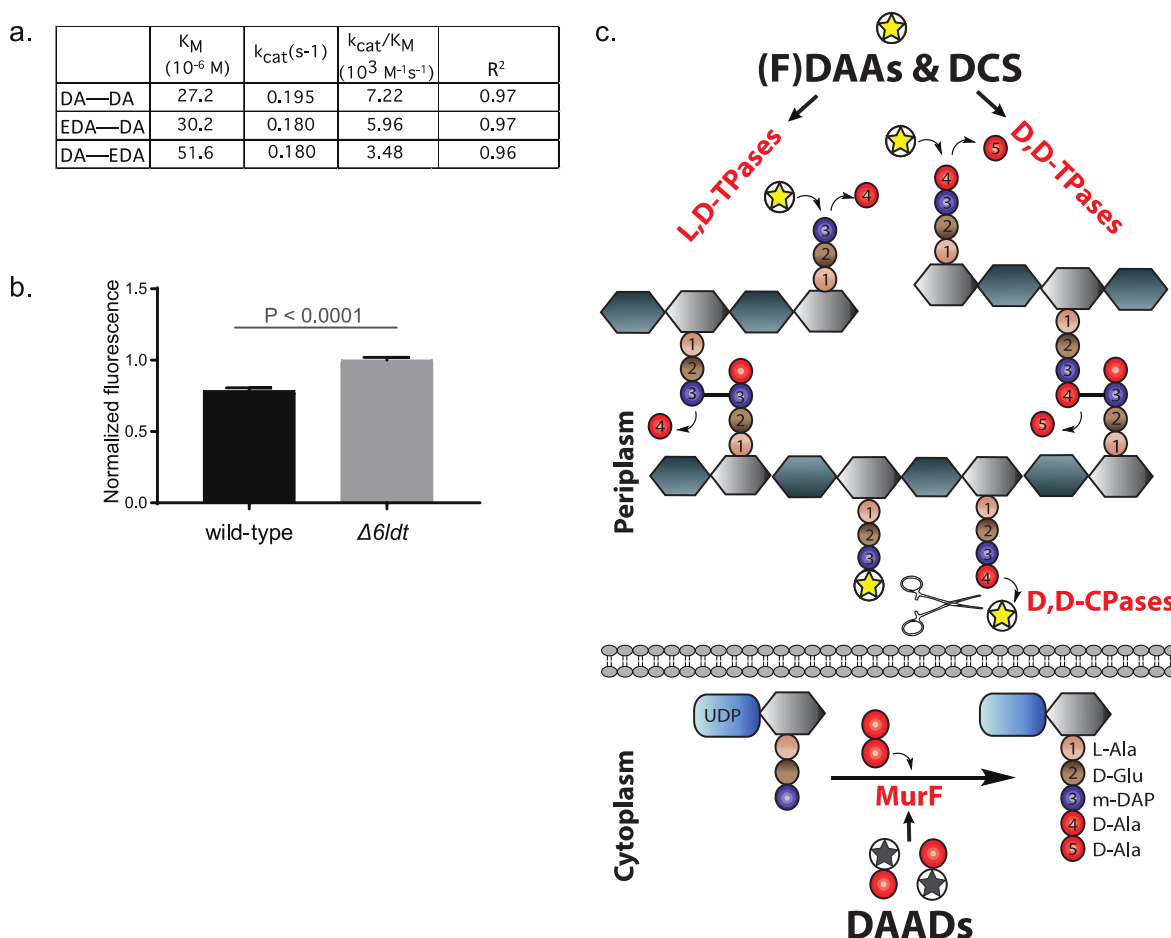 a.
K_M (10⁻⁶ M) k_cat(s-1) k_cat/K_M (10³ M⁻¹s⁻¹) R²
DA—DA 27.2 0.195 7.22 0.97
EDA—DA 30.2 0.180 5.96 0.97
DA—EDA 51.6 0.180 3.48 0.96
b.
Normalized fluorescence
1.5
1.0
0.5
0.0
P < 0.0001
wild-type Δ6ldt
c.
(F)DAAs & DCS
L,D-TPases
D,D-TPases
4
3
2
1
5
4
3
2
1
1
2
3
3
2
1
4
1
2
3
4
3
2
1
5
Periplasm
1
2
3
1
2
3
4
D,D-CPases
Cytoplasm
UDP
MurF
1 L-Ala
2 D-Glu
3 m-DAP
4 D-Ala
5 D-Ala
DAADs